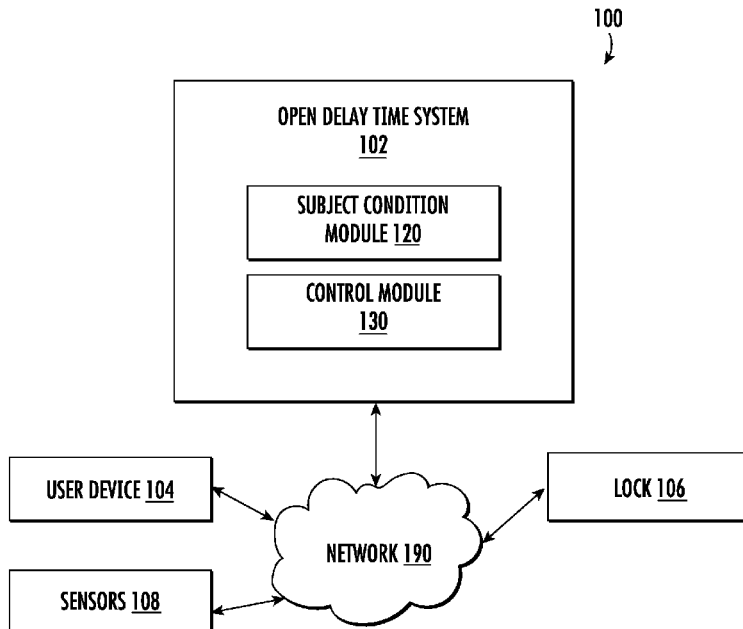 100
OPEN DELAY TIME SYSTEM
102
SUBJECT CONDITION
MODULE 120
CONTROL MODULE
130
USER DEVICE 104
LOCK 106
NETWORK 190
SENSORS 108